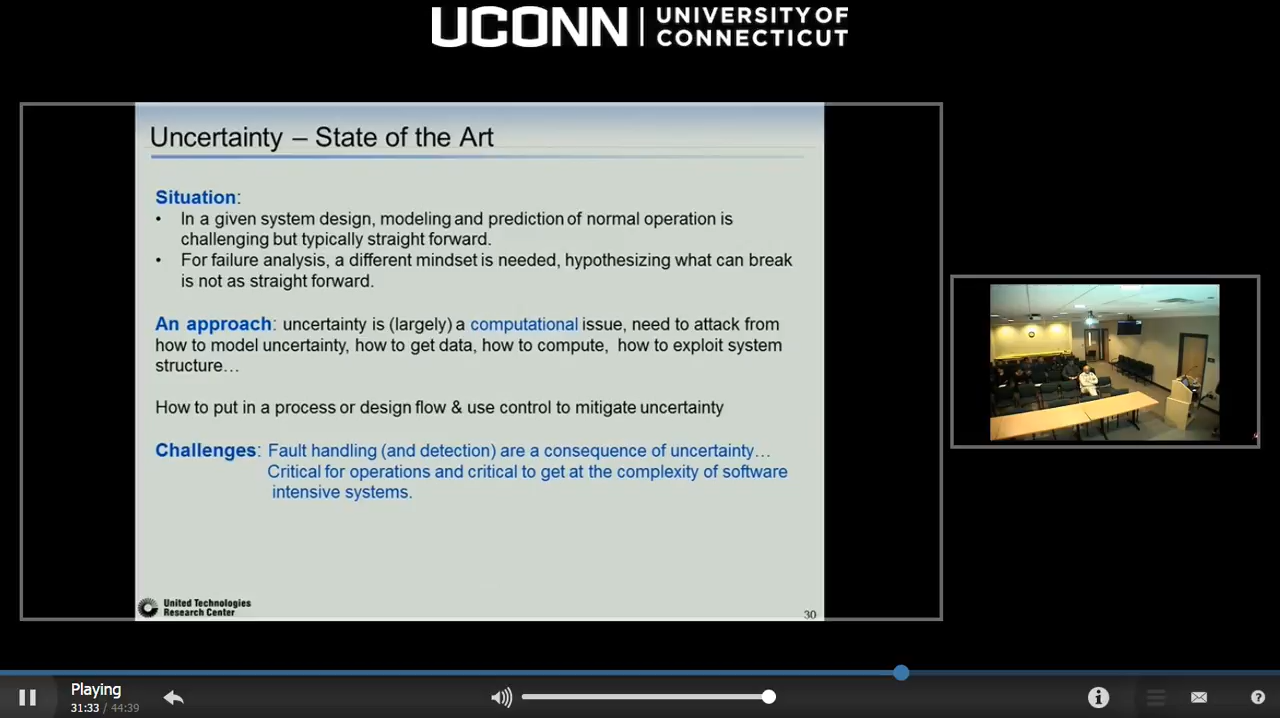 UCONN UNIVERSITY OF
CONNECTICUT
Uncertainty – State of the Art
Situation:
• In a given system design, modeling and prediction of normal operation is
challenging but typically straight forward.
• For failure analysis, a different mindset is needed, hypothesizing what can break
is not as straight forward.
An approach: uncertainty is (largely) a computational issue, need to attack from
how to model uncertainty, how to get data, how to compute, how to exploit system
structure…
How to put in a process or design flow & use control to mitigate uncertainty
Challenges: Fault handling (and detection) are a consequence of uncertainty…
Critical for operations and critical to get at the complexity of software
intensive systems.
United Technologies
Research Center
30
Playing
31:33 / 44:39